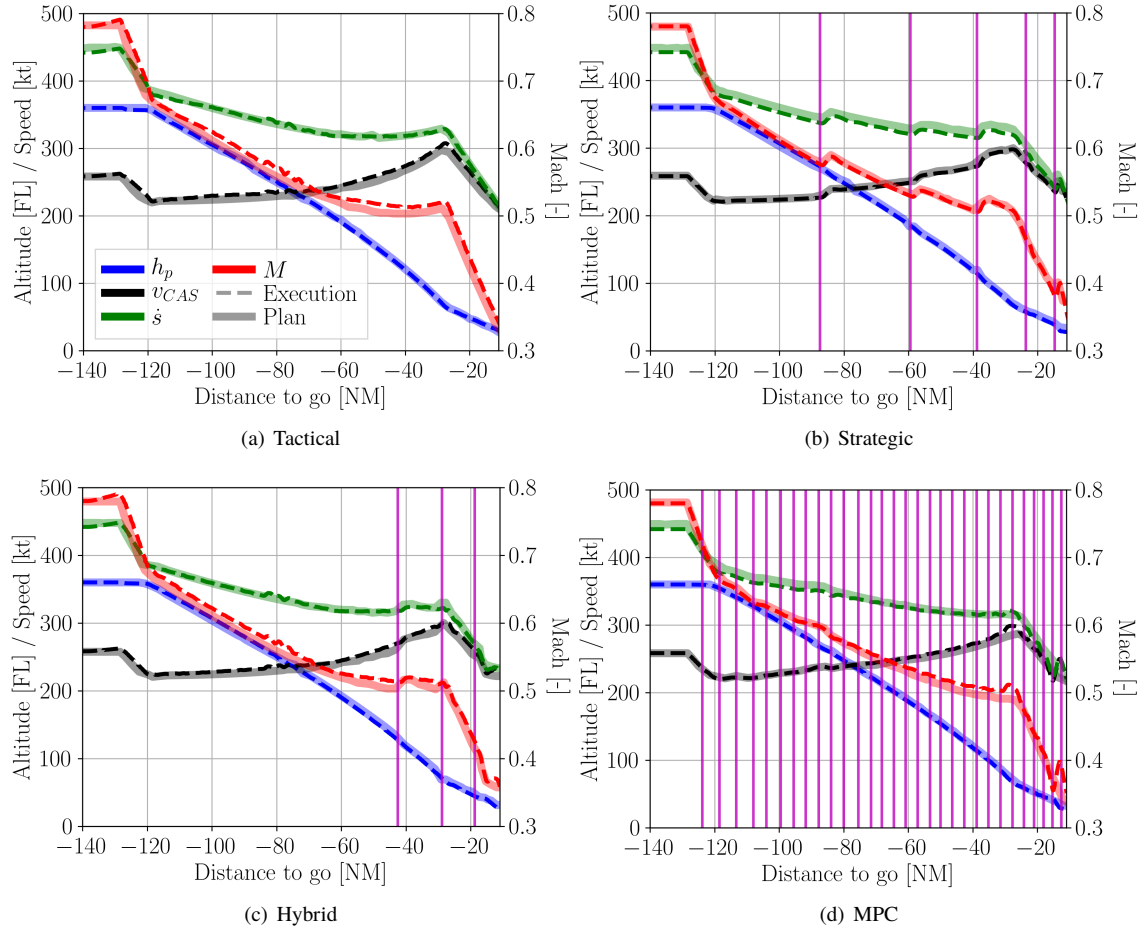 500
400
300
200
100
0
Altitude [FL] / Speed [kt]
0.8
0.7
0.6
0.5
0.4
0.3
Mach [-]
h_p
v_CAS
ṡ
M
Execution
Plan
−140 −120 −100 −80 −60 −40 −20
Distance to go [NM]
(a) Tactical
500
400
300
200
100
0
Altitude [FL] / Speed [kt]
0.8
0.7
0.6
0.5
0.4
0.3
Mach [-]
−140 −120 −100 −80 −60 −40 −20
Distance to go [NM]
(b) Strategic
500
400
300
200
100
0
Altitude [FL] / Speed [kt]
0.8
0.7
0.6
0.5
0.4
0.3
Mach [-]
−140 −120 −100 −80 −60 −40 −20
Distance to go [NM]
(c) Hybrid
500
400
300
200
100
0
Altitude [FL] / Speed [kt]
0.8
0.7
0.6
0.5
0.4
0.3
Mach [-]
−140 −120 −100 −80 −60 −40 −20
Distance to go [NM]
(d) MPC